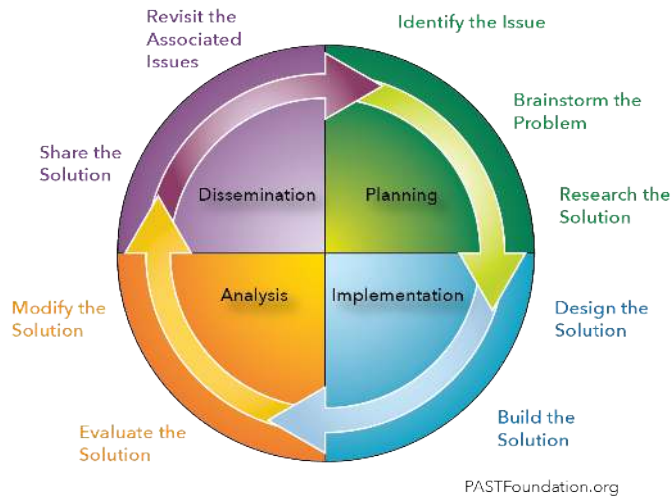 Revisit the
Associated
Issues
Identify the Issue
Brainstorm the
Problem
Share the
Solution
Dissemination
Planning
Research the
Solution
Analysis
Implementation
Modify the
Solution
Design the
Solution
Evaluate the
Solution
Build the
Solution
PASTFoundation.org